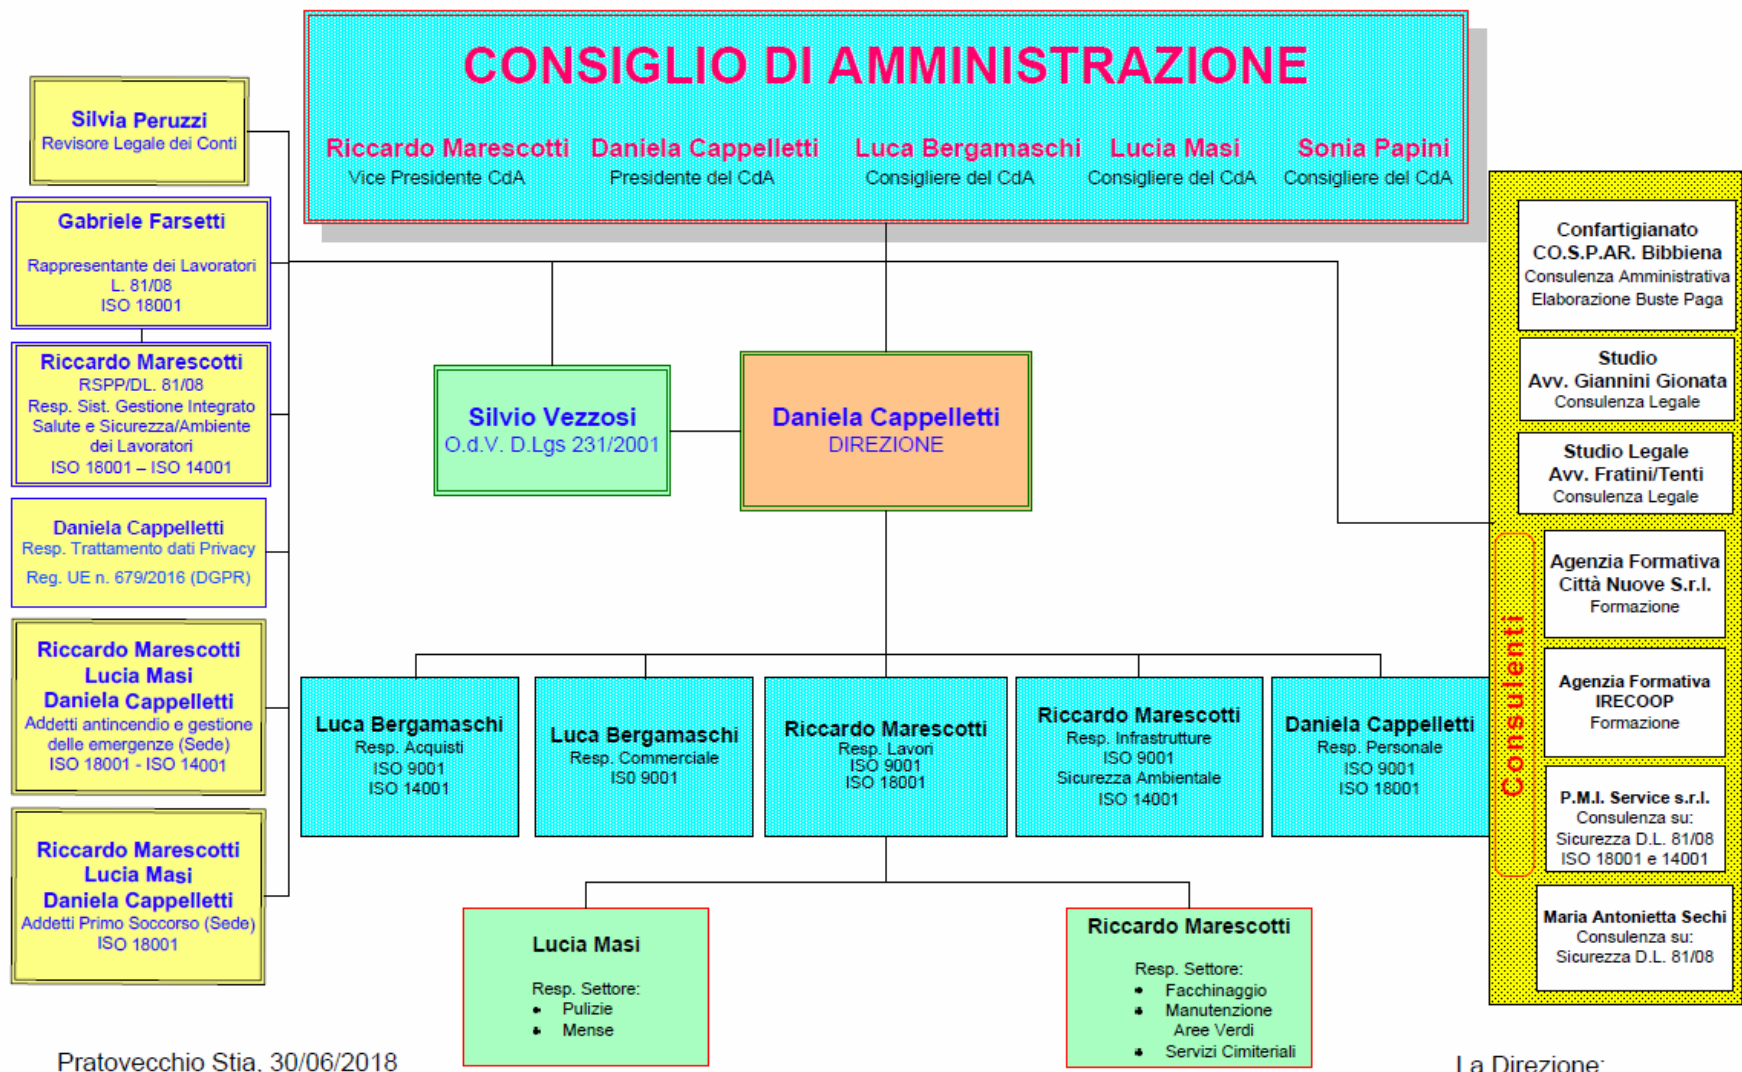 CONSIGLIO DI AMMINISTRAZIONE
Riccardo Marescotti
Vice Presidente CdA
Daniela Cappelletti
Presidente del CdA
Luca Bergamaschi
Consigliere del CdA
Lucia Masi
Consigliere del CdA
Sonia Papini
Consigliere del CdA
Silvia Peruzzi
Revisore Legale dei Conti
Gabriele Farsetti
Rappresentante dei Lavoratori
L. 81/08
ISO 18001
Riccardo Marescotti
RSPP/DL. 81/08
Resp. Sist. Gestione Integrato
Salute e Sicurezza/Ambiente
dei Lavoratori
ISO 18001 – ISO 14001
Daniela Cappelletti
Resp. Trattamento dati Privacy
Reg. UE n. 679/2016 (DGPR)
Riccardo Marescotti
Lucia Masi
Daniela Cappelletti
Addetti antincendio e gestione
delle emergenze (Sede)
ISO 18001 - ISO 14001
Riccardo Marescotti
Lucia Masi
Daniela Cappelletti
Addetti Primo Soccorso (Sede)
ISO 18001
Silvio Vezzosi
O.d.V. D.Lgs 231/2001
Daniela Cappelletti
DIREZIONE
Luca Bergamaschi
Resp. Acquisti
ISO 9001
ISO 14001
Luca Bergamaschi
Resp. Commerciale
IS0 9001
Riccardo Marescotti
Resp. Lavori
ISO 9001
ISO 18001
Riccardo Marescotti
Resp. Infrastrutture
ISO 9001
Sicurezza Ambientale
ISO 14001
Daniela Cappelletti
Resp. Personale
ISO 9001
ISO 18001
Lucia Masi
Resp. Settore:
• Pulizie
• Mense
Riccardo Marescotti
Resp. Settore:
• Facchinaggio
• Manutenzione
Aree Verdi
• Servizi Cimiteriali
Consulenti
Confartigianato
CO.S.P.AR. Bibbiena
Consulenza Amministrativa
Elaborazione Buste Paga
Studio
Avv. Giannini Gionata
Consulenza Legale
Studio Legale
Avv. Fratini/Tenti
Consulenza Legale
Agenzia Formativa
Città Nuove S.r.l.
Formazione
Agenzia Formativa
IRECOOP
Formazione
P.M.I. Service s.r.l.
Consulenza su:
Sicurezza D.L. 81/08
ISO 18001 e 14001
Maria Antonietta Sechi
Consulenza su:
Sicurezza D.L. 81/08
Pratovecchio Stia, 30/06/2018
La Direzione: